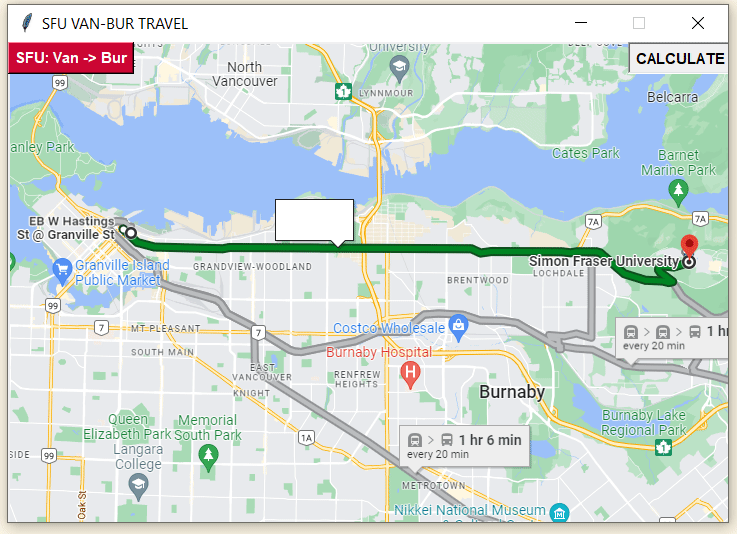 SFU VAN-BUR TRAVEL
SFU: Van -> Bur
CALCULATE
University
North
Vancouver
LYNNMOUR
1
99
Belcarra
anley Park
Cates Park
Barnet
Marine Park
7A
7A
EB W Hastings
St @ Granville St
Simon Fraser University
LOCHDALE
GRANDVIEW-WOODLAND
Granville Island
Public Market
BRENTWOOD
99
7
MT PLEASANT
7
Costco Wholesale
1 h
every 20 min
SOUTH MAIN
Burnaby Hospital
H
EAST
VANCOUVER
RENFREW
HEIGHTS
KNIGHT
Burnaby
Queen
Elizabeth Park
Memorial
South Park
Burnaby Lake
Regional Park
1
1A
1 hr 6 min
every 20 min
Langara
College
SIDE
99
Oak St
METROTOWN
Nikkei National Museum